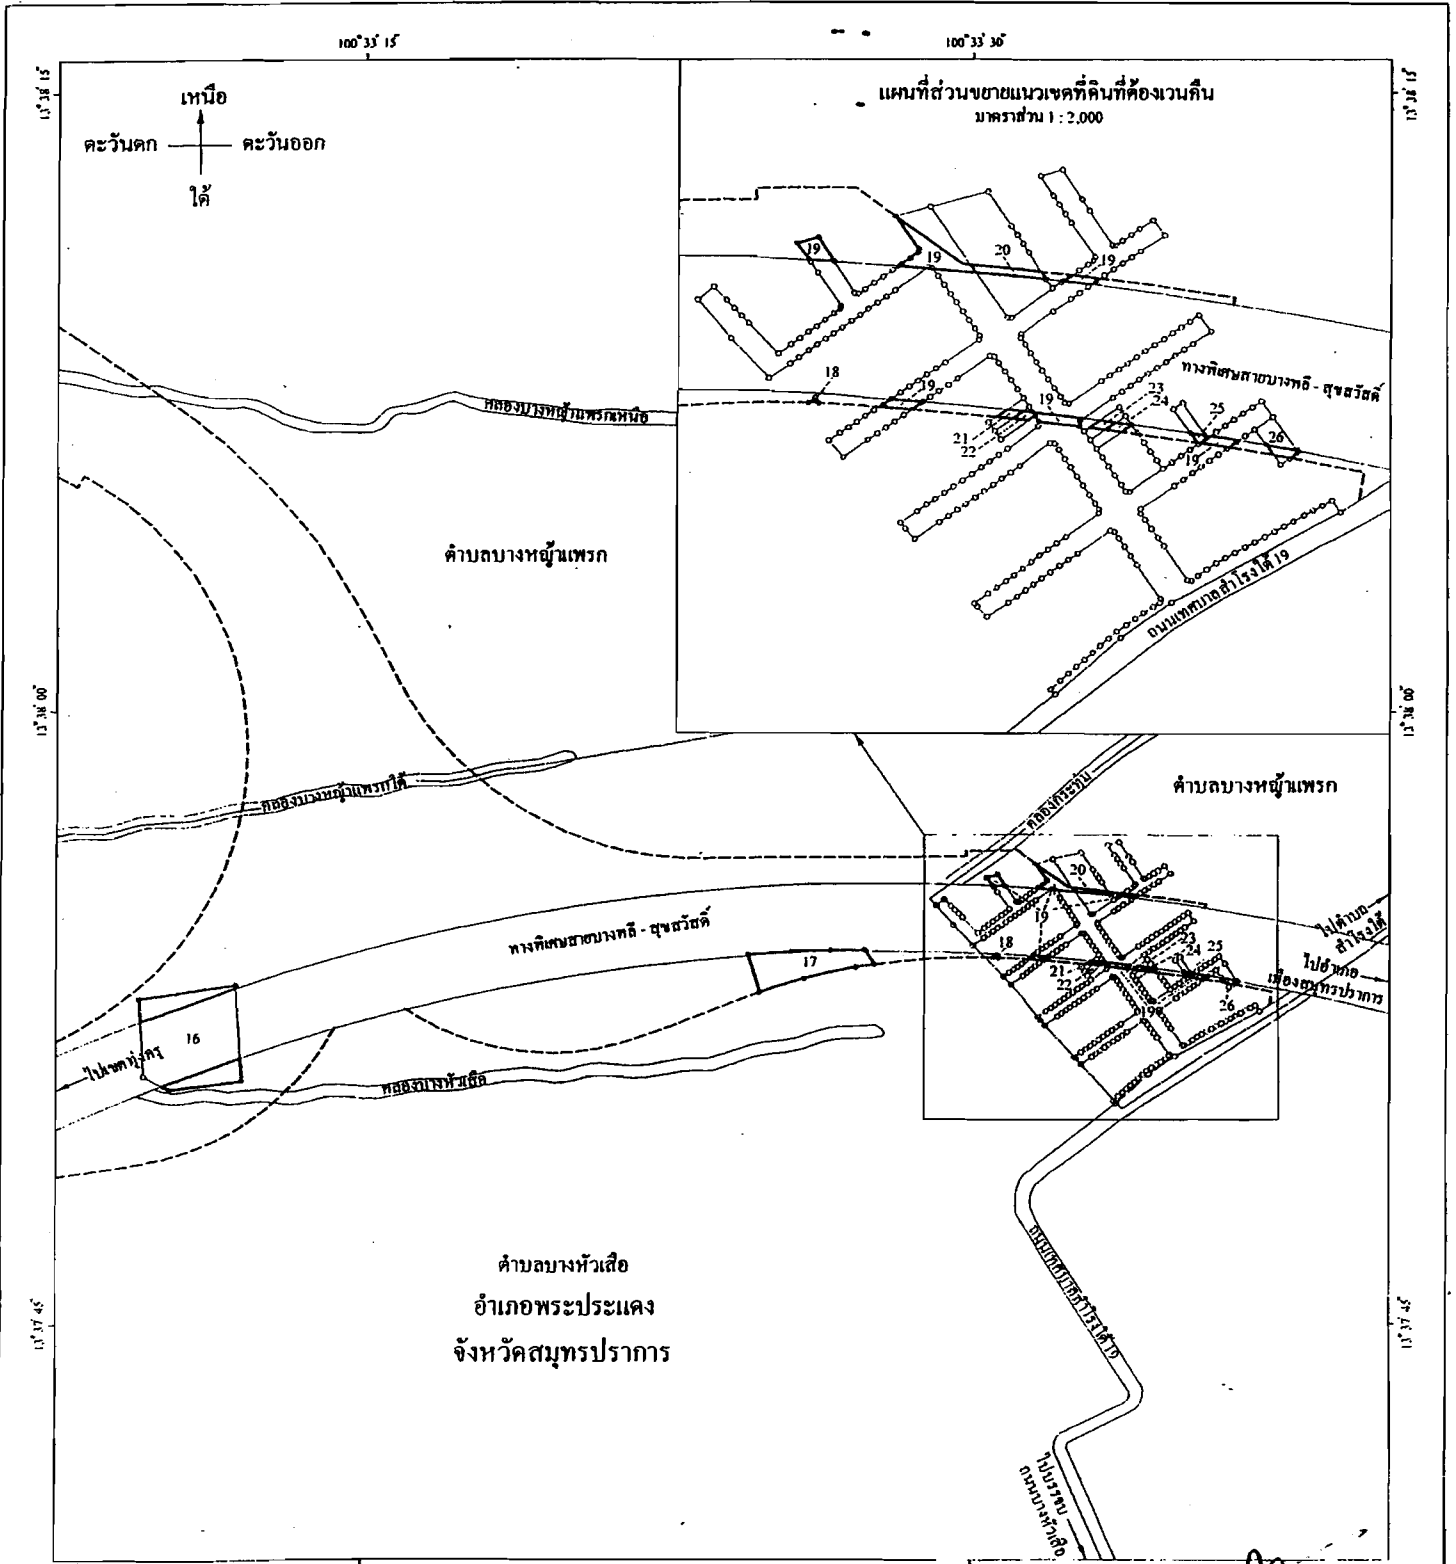 100° 33' 15"
100° 33' 30"
13° 38' 15"
13° 38' 15"
เหนือ
ตะวันตก
ตะวันออก
ใต้
แผนที่ส่วนขยายแนวเขตที่ดินที่ต้องเวนคืน
มาตราส่วน 1 : 2,000
19
19
20
19
18
19
ทางพิเศษสายบางพลี - สุขสวัสดิ์
19
23
24
25
21
22
19
26
ถนนเทศบาลสำโรงใต้ 19
คลองบางหญ้าแพรกเหนือ
ตำบลบางหญ้าแพรก
13° 38' 00"
13° 38' 00"
คลองบางหญ้าแพรกใต้
คลองกระทุ่ม
ตำบลบางหญ้าแพรก
ทางพิเศษสายบางพลี - สุขสวัสดิ์
20
19
18
17
23
24
25
21
22
19
26
ไปตำบล
สำโรงใต้
ไปอำเภอ
เมืองสมุทรปราการ
16
ไปเขตทุ่งครุ
คลองบางหัวเสือ
ตำบลบางหัวเสือ
อำเภอพระประแดง
จังหวัดสมุทรปราการ
13° 37' 45"
13° 37' 45"
ถนนเทศบาลสำโรงใต้ 19
ไปบรรจบ
ถนนบางหัวเสือ